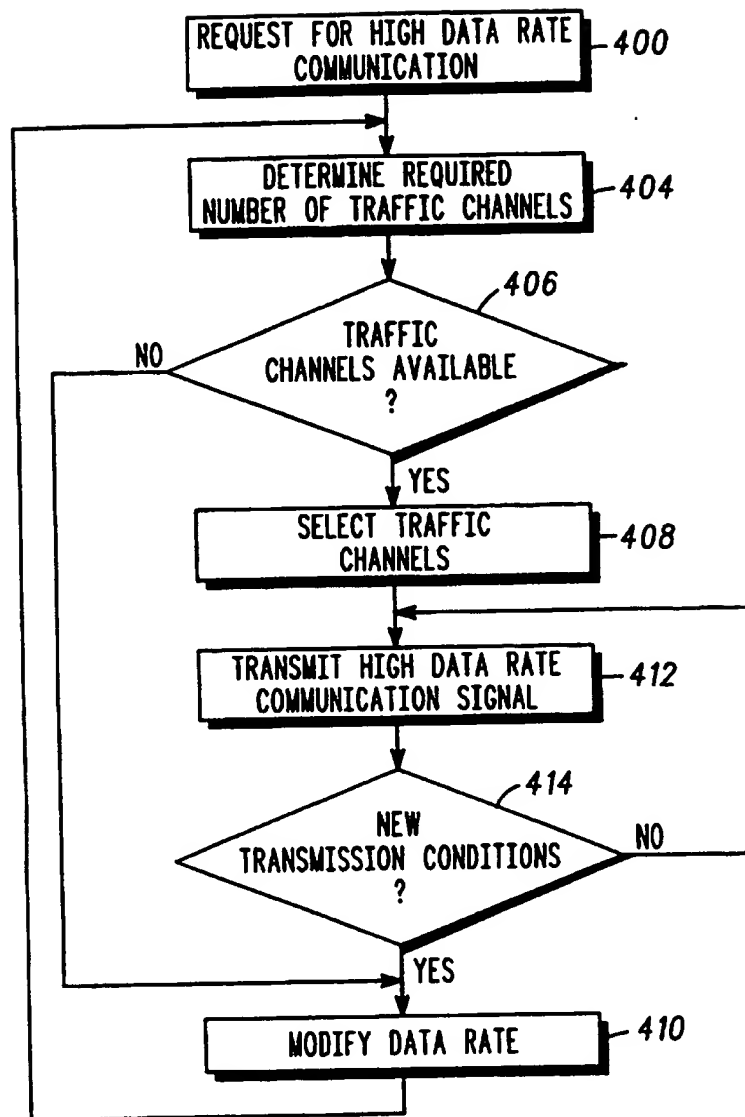 REQUEST FOR HIGH DATA RATE
COMMUNICATION
400
DETERMINE REQUIRED
NUMBER OF TRAFFIC CHANNELS
404
406
TRAFFIC
CHANNELS AVAILABLE
?
NO
YES
SELECT TRAFFIC
CHANNELS
408
TRANSMIT HIGH DATA RATE
COMMUNICATION SIGNAL
412
414
NEW
TRANSMISSION CONDITIONS
?
NO
YES
MODIFY DATA RATE
410